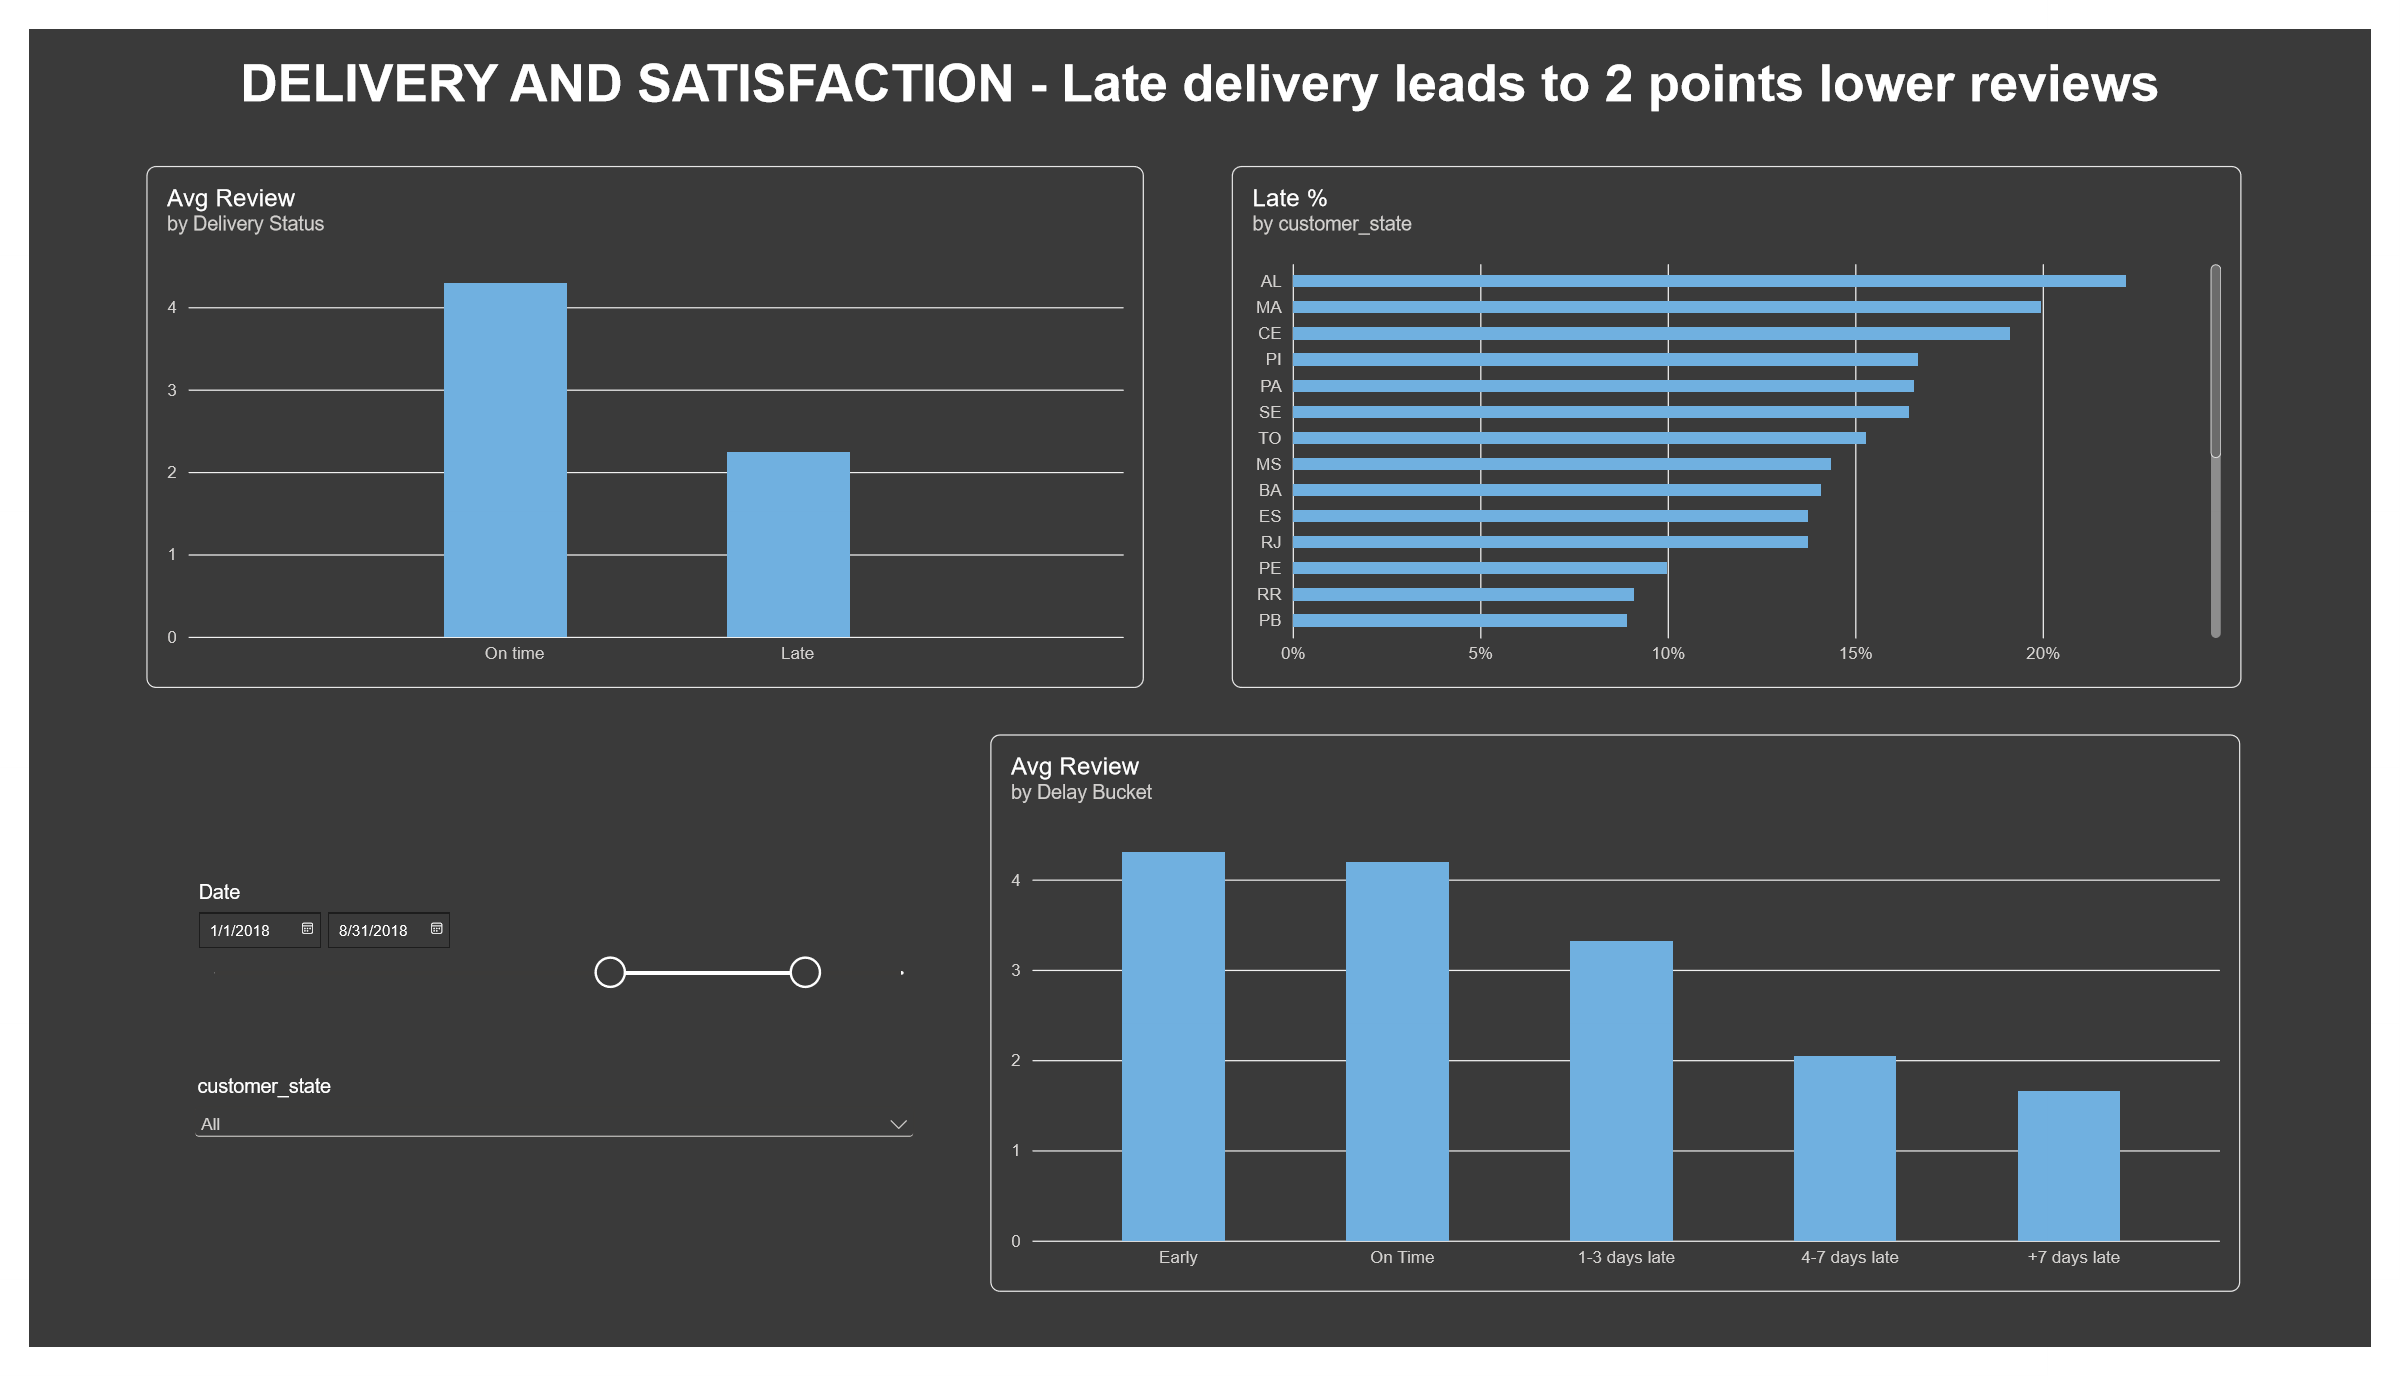 DELIVERY AND SATISFACTION - Late delivery leads to 2 points lower reviews
Avg Review
by Delivery Status
4
3
2
1
0
On time
Late
Late %
by customer_state
AL
MA
CE
PI
PA
SE
TO
MS
BA
ES
RJ
PE
RR
PB
0%
5%
10%
15%
20%
Date
1/1/2018
8/31/2018
customer_state
All
Avg Review
by Delay Bucket
4
3
2
1
0
Early
On Time
1-3 days late
4-7 days late
+7 days late